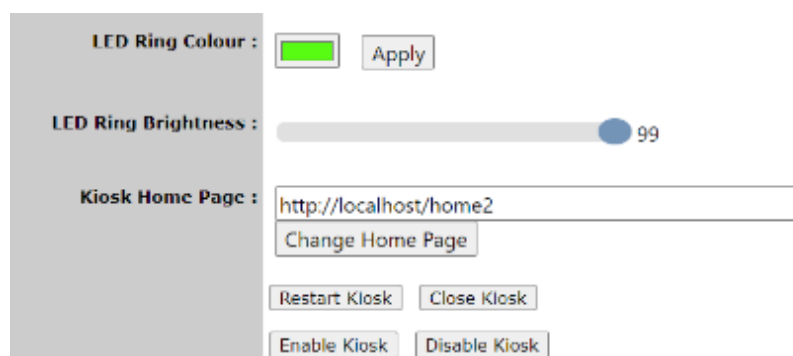 LED Ring Colour :
Apply
LED Ring Brightness :
99
Kiosk Home Page :
http://localhost/home2
Change Home Page
Restart Kiosk Close Kiosk
Enable Kiosk Disable Kiosk